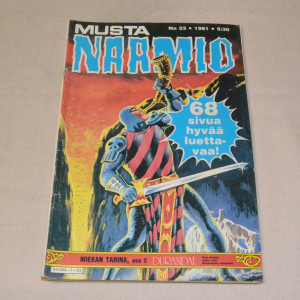 MUSTA
No 23 • 1981 • 5:30
NAAMIO
68
sivua
hyvää
luetta-
vaa!
MIEKAN TARINA, osa 2
DURANDAL